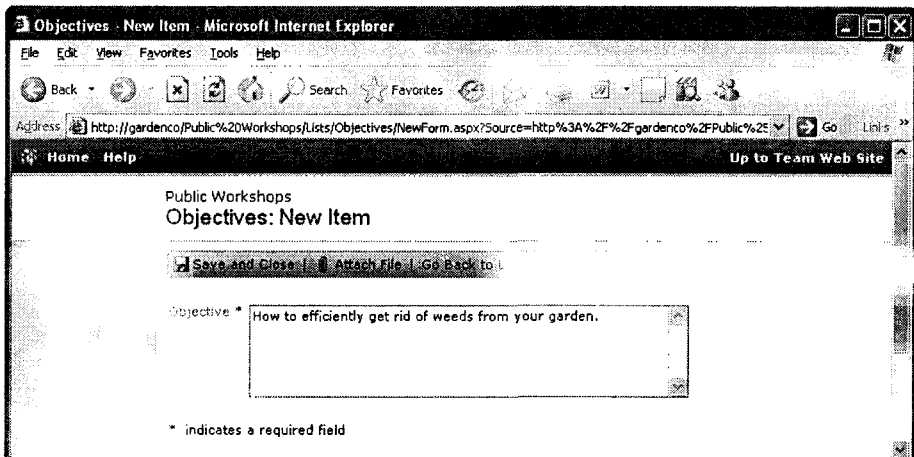 Objectives - New Item - Microsoft Internet Explorer
File Edit View Favorites Tools Help
Back Search Favorites
Address http://gardenco/Public%20Workshops/Lists/Objectives/NewForm.aspx?Source=http%3A%2F%2Fgardenco%2FPublic%25 Go Links »
Home Help Up to Team Web Site
Public Workshops
Objectives: New Item
Save and Close | Attach File | Go Back to
Objective * How to efficiently get rid of weeds from your garden.
* indicates a required field